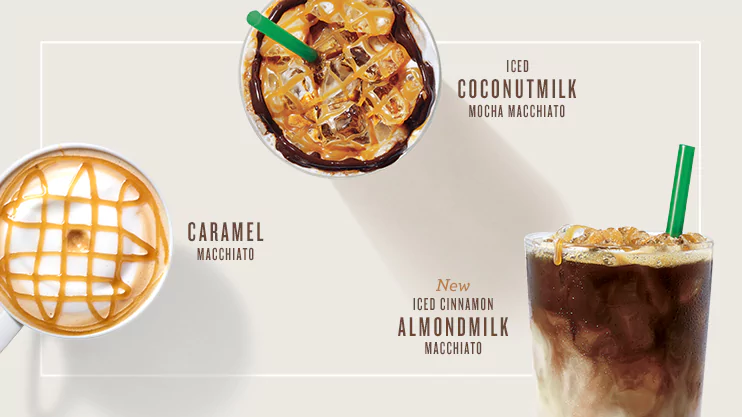 ICED
COCONUTMILK
MOCHA MACCHIATO
CARAMEL
MACCHIATO
New
ICED CINNAMON
ALMONDMILK
MACCHIATO